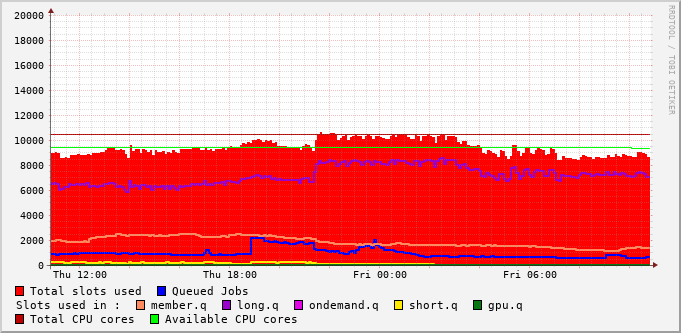 RRDTOOL / TOBI OETIKER
20000
18000
16000
14000
12000
10000
8000
6000
4000
2000
0
Thu 12:00 Thu 18:00 Fri 00:00 Fri 06:00
Total slots used Queued Jobs
Slots used in : member.q long.q ondemand.q short.q gpu.q
Total CPU cores Available CPU cores